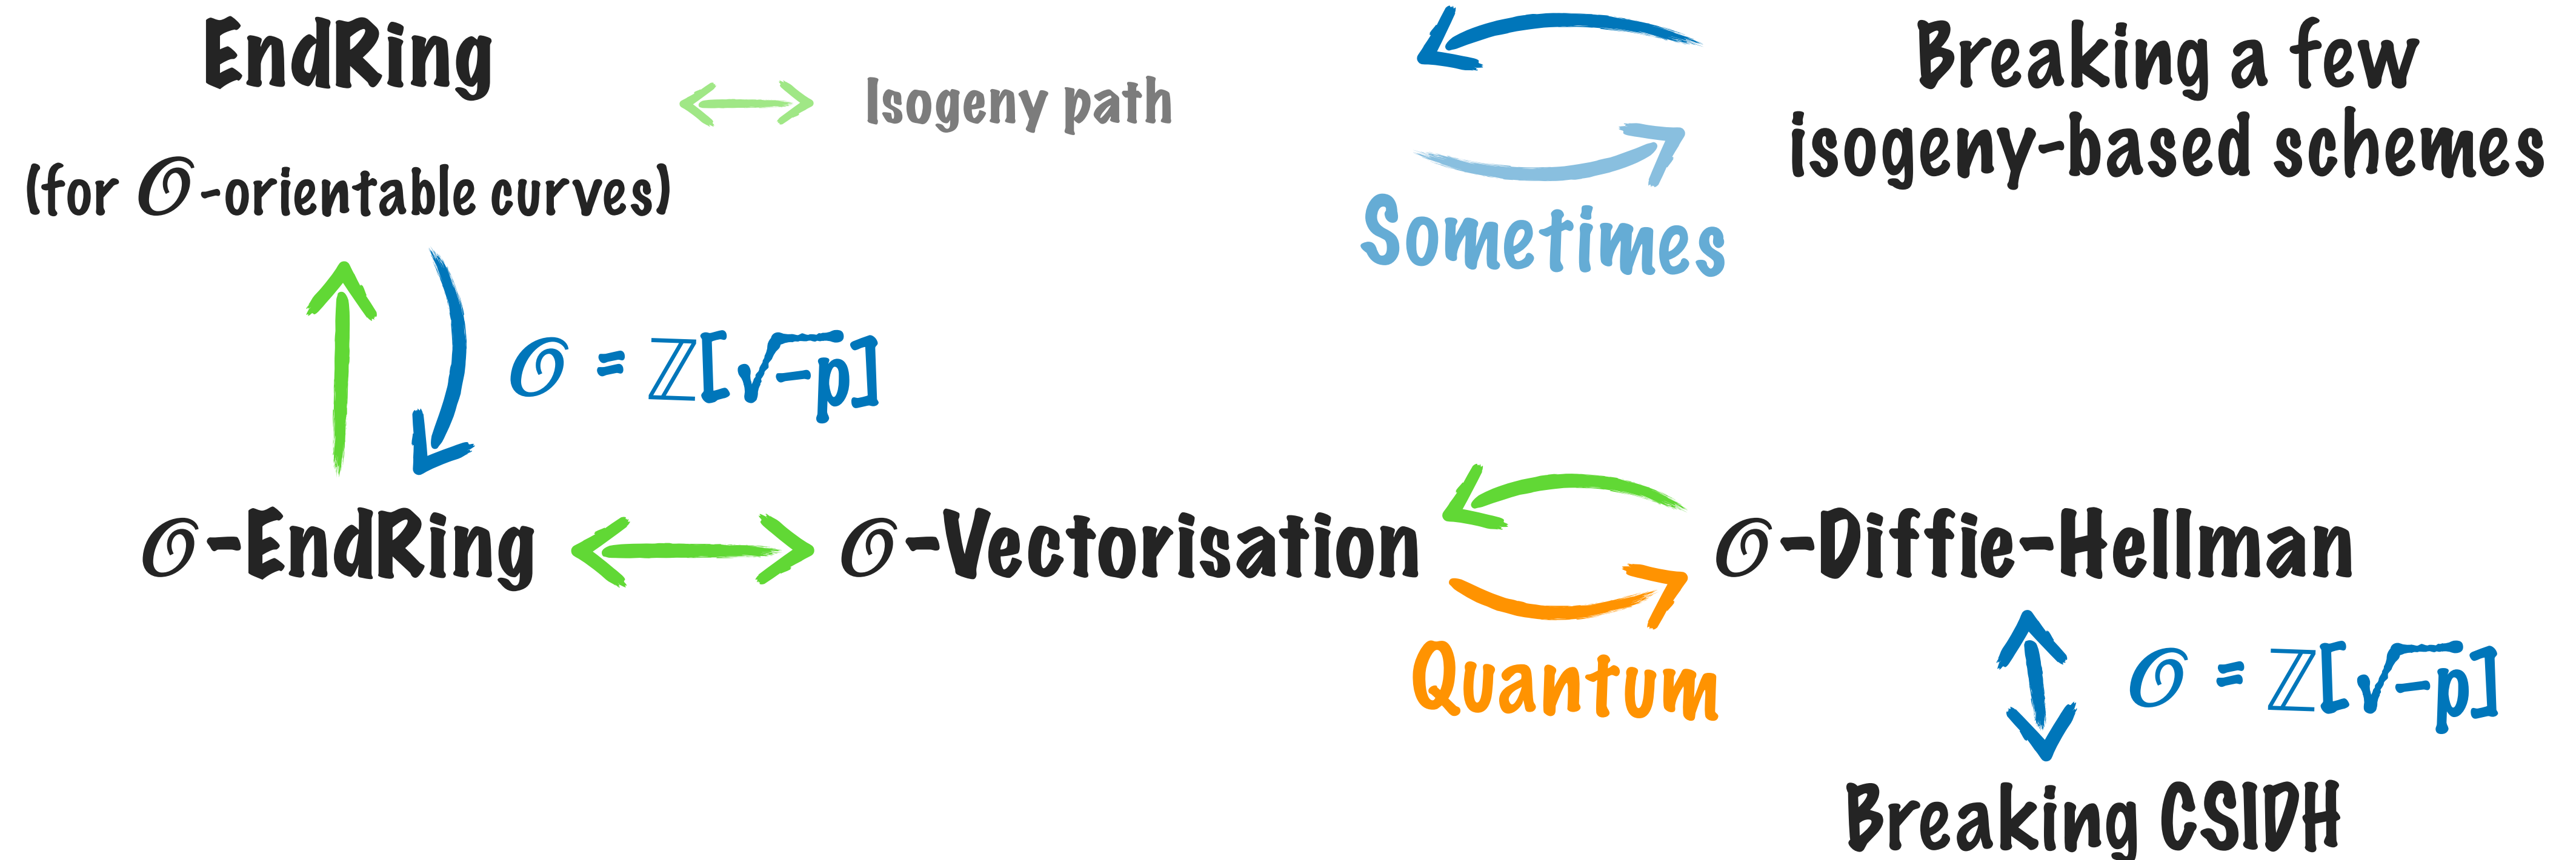 EndRing
(for 𝒪-orientable curves)
Isogeny path
Breaking a few
isogeny-based schemes
Sometimes
𝒪 = ℤ[√-p]
𝒪-EndRing
𝒪-Vectorisation
𝒪-Diffie-Hellman
Quantum
𝒪 = ℤ[√-p]
Breaking CSIDH